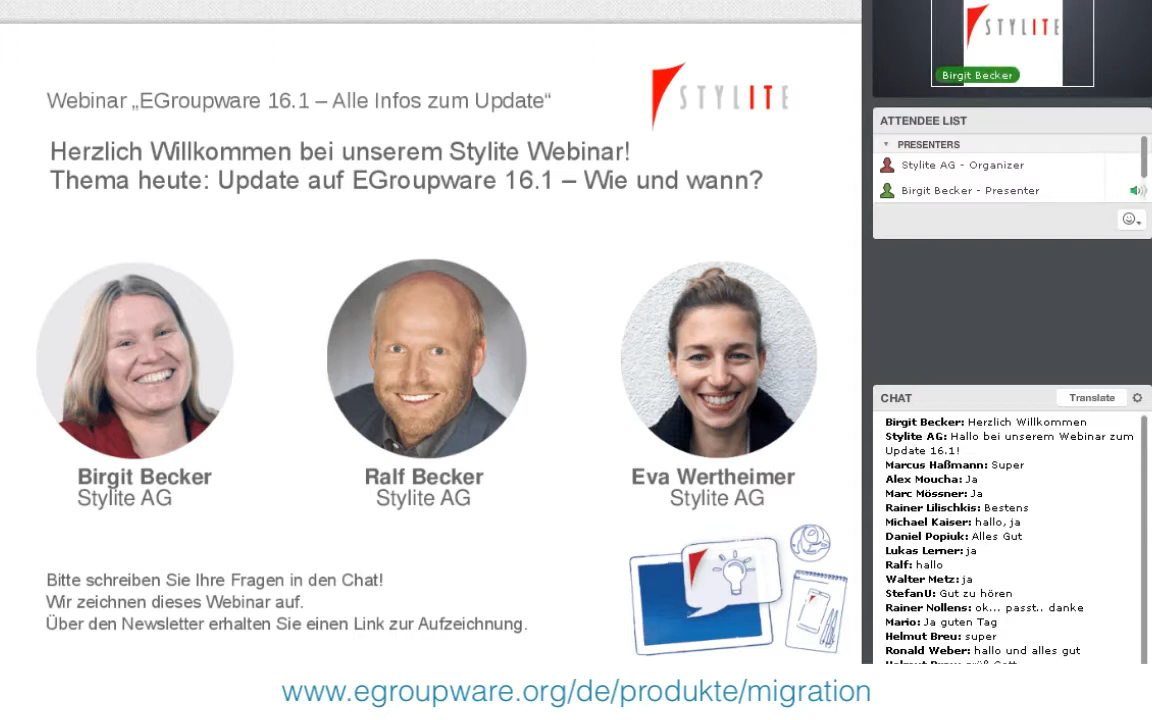 STYLITE
Birgit Becker
Webinar „EGroupware 16.1 – Alle Infos zum Update“
STYLITE
Herzlich Willkommen bei unserem Stylite Webinar!
Thema heute: Update auf EGroupware 16.1 – Wie und wann?
Birgit Becker
Stylite AG
Ralf Becker
Stylite AG
Eva Wertheimer
Stylite AG
Bitte schreiben Sie Ihre Fragen in den Chat!
Wir zeichnen dieses Webinar auf.
Über den Newsletter erhalten Sie einen Link zur Aufzeichnung.
ATTENDEE LIST
PRESENTERS
Stylite AG - Organizer
Birgit Becker - Presenter
CHAT
Translate
Birgit Becker: Herzlich Willkommen
Stylite AG: Hallo bei unserem Webinar zum
Update 16.1!
Marcus Haßmann: Super
Alex Moucha: Ja
Marc Mössner: Ja
Rainer Lilischkis: Bestens
Michael Kaiser: hallo, ja
Daniel Popiuk: Alles Gut
Lukas Lerner: ja
Ralf: hallo
Walter Metz: ja
StefanU: Gut zu hören
Rainer Nollens: ok... passt.. danke
Mario: Ja guten Tag
Helmut Breu: super
Ronald Weber: hallo und alles gut
www.egroupware.org/de/produkte/migration